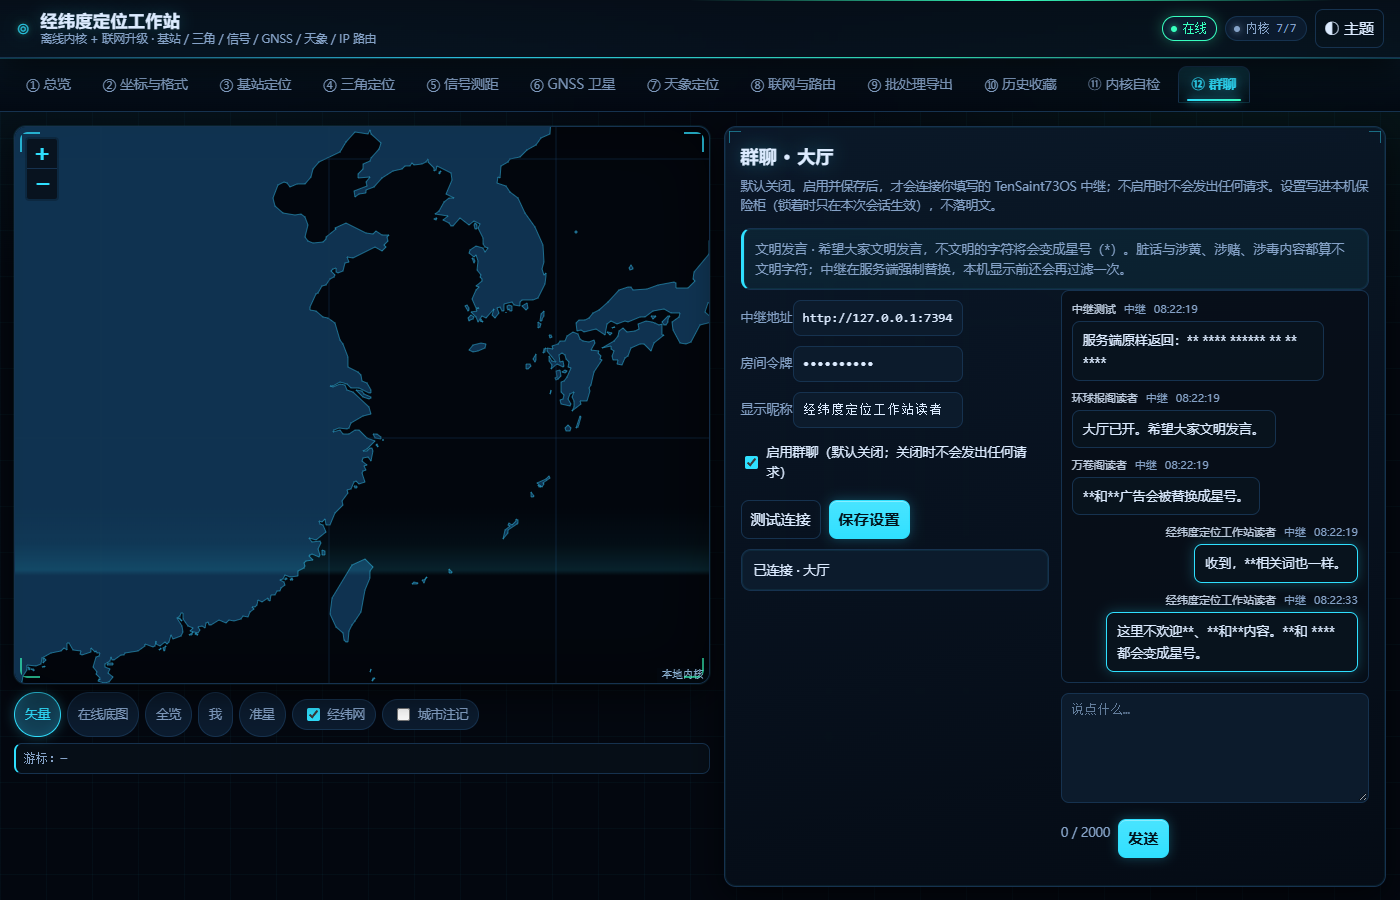 经纬度定位工作站
离线内核 + 联网升级 · 基站 / 三角 / 信号 / GNSS / 天象 / IP 路由
在线
内核 7/7
主题
① 总览
② 坐标与格式
③ 基站定位
④ 三角定位
⑤ 信号测距
⑥ GNSS 卫星
⑦ 天象定位
⑧ 联网与路由
⑨ 批处理导出
⑩ 历史收藏
⑪ 内核自检
⑫ 群聊
+
−
本地内核
矢量
在线底图
全览
我
准星
经纬网
城市注记
游标：—
群聊 · 大厅
默认关闭。启用并保存后，才会连接你填写的 TenSaint73OS 中继；不启用时不会发出任何请求。设置写进本机保
险柜（锁着时只在本次会话生效），不落明文。
文明发言 · 希望大家文明发言，不文明的字符将会变成星号（*）。脏话与涉黄、涉赌、涉毒内容都算不
文明字符；中继在服务端强制替换，本机显示前还会再过滤一次。
中继地址 http://127.0.0.1:7394
房间令牌 ••••••••••
显示昵称 经纬度定位工作站读者
启用群聊（默认关闭；关闭时不会发出任何请
求）
测试连接
保存设置
已连接 · 大厅
中继测试 中继 08:22:19
服务端原样返回：** **** ****** ** **
****
环球报阁读者 中继 08:22:19
大厅已开。希望大家文明发言。
万卷阁读者 中继 08:22:19
**和**广告会被替换成星号。
经纬度定位工作站读者 中继 08:22:19
收到，**相关词也一样。
经纬度定位工作站读者 中继 08:22:33
这里不欢迎**、**和**内容。**和 ****
都会变成星号。
说点什么…
0 / 2000
发送